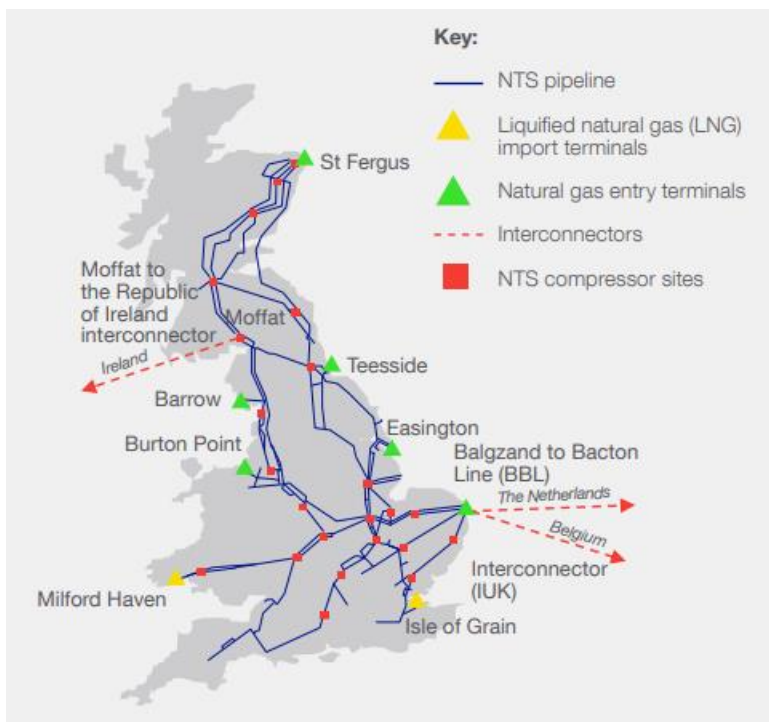 Key:
NTS pipeline
Liquified natural gas (LNG)
import terminals
Natural gas entry terminals
Interconnectors
NTS compressor sites
St Fergus
Moffat to
the Republic
of Ireland
interconnector
Moffat
Ireland
Teesside
Barrow
Easington
Burton Point
Balgzand to Bacton
Line (BBL)
The Netherlands
Belgium
Interconnector
(IUK)
Milford Haven
Isle of Grain